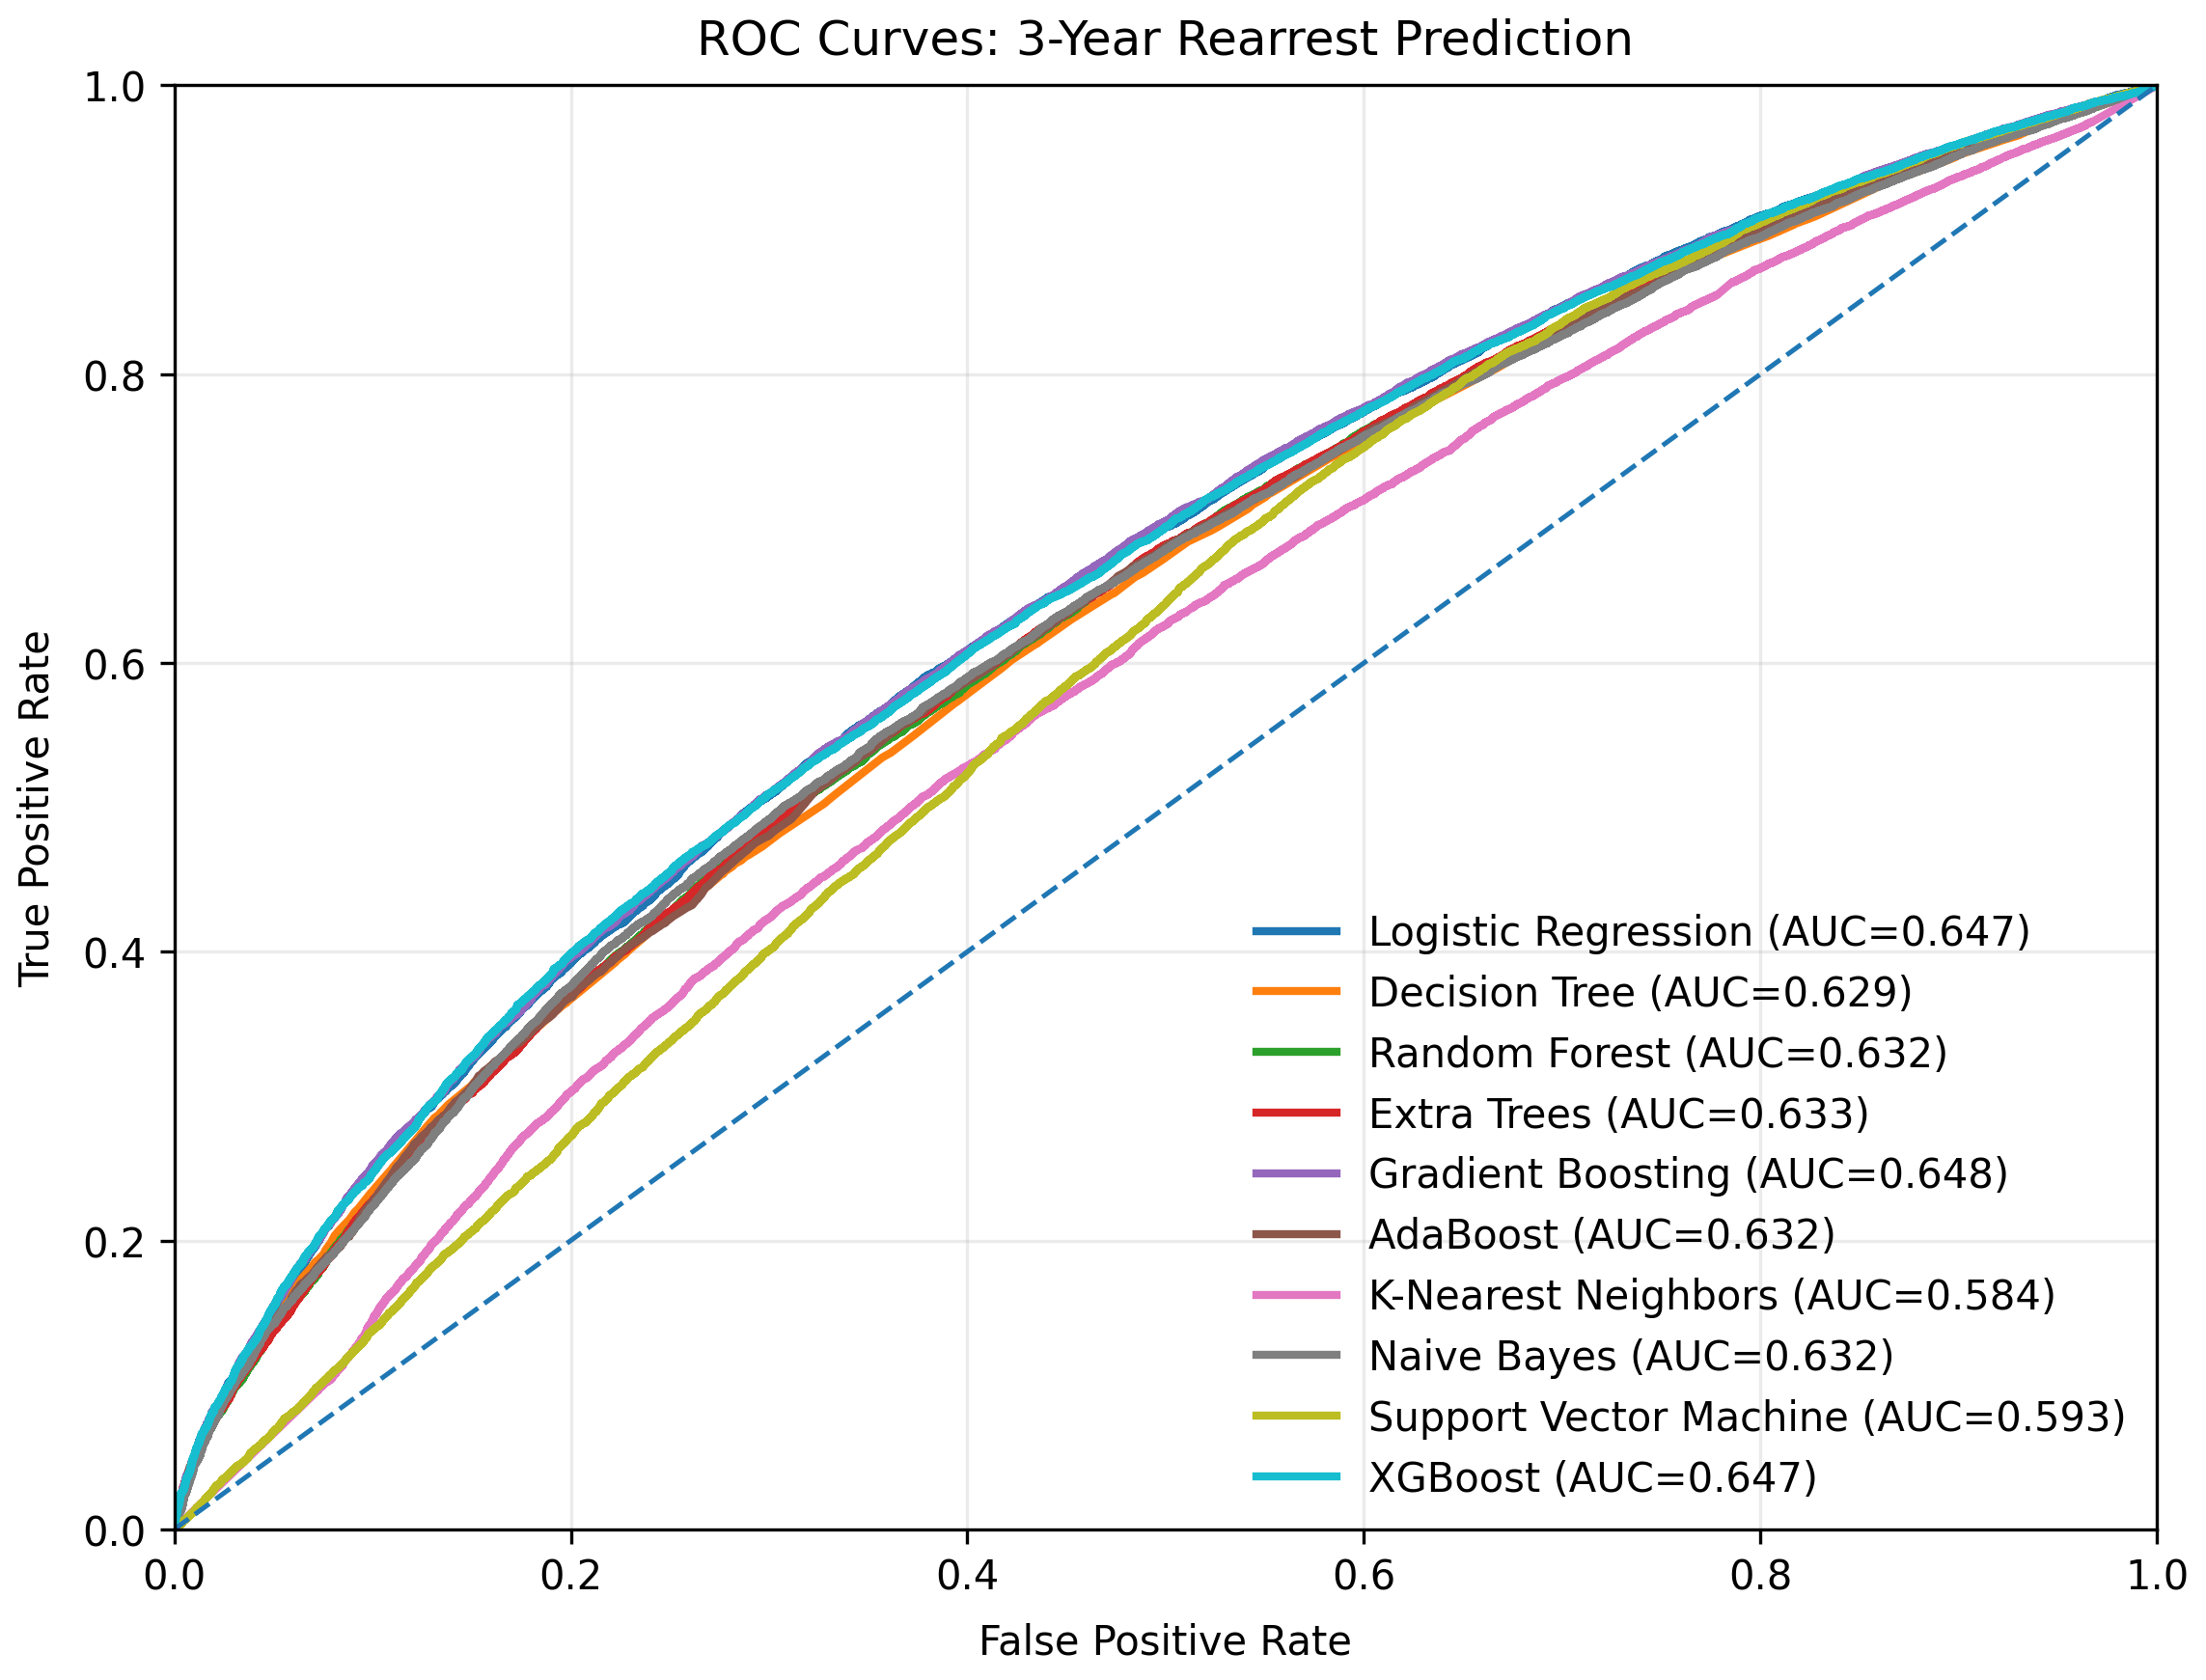 ROC Curves: 3-Year Rearrest Prediction
1.0
0.8
0.6
0.4
0.2
0.0
True Positive Rate
Logistic Regression (AUC=0.647)
Decision Tree (AUC=0.629)
Random Forest (AUC=0.632)
Extra Trees (AUC=0.633)
Gradient Boosting (AUC=0.648)
AdaBoost (AUC=0.632)
K-Nearest Neighbors (AUC=0.584)
Naive Bayes (AUC=0.632)
Support Vector Machine (AUC=0.593)
XGBoost (AUC=0.647)
0.0 0.2 0.4 0.6 0.8 1.0
False Positive Rate